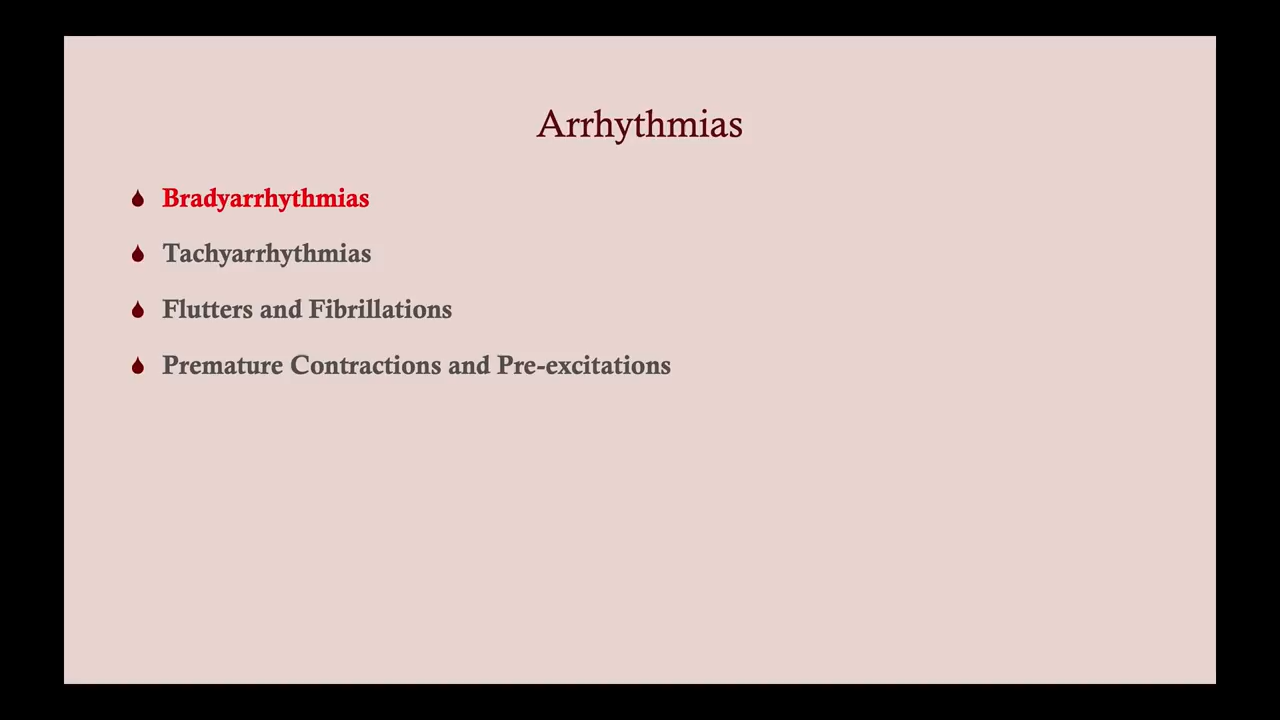 Arrhythmias
Bradyarrhythmias
Tachyarrhythmias
Flutters and Fibrillations
Premature Contractions and Pre-excitations